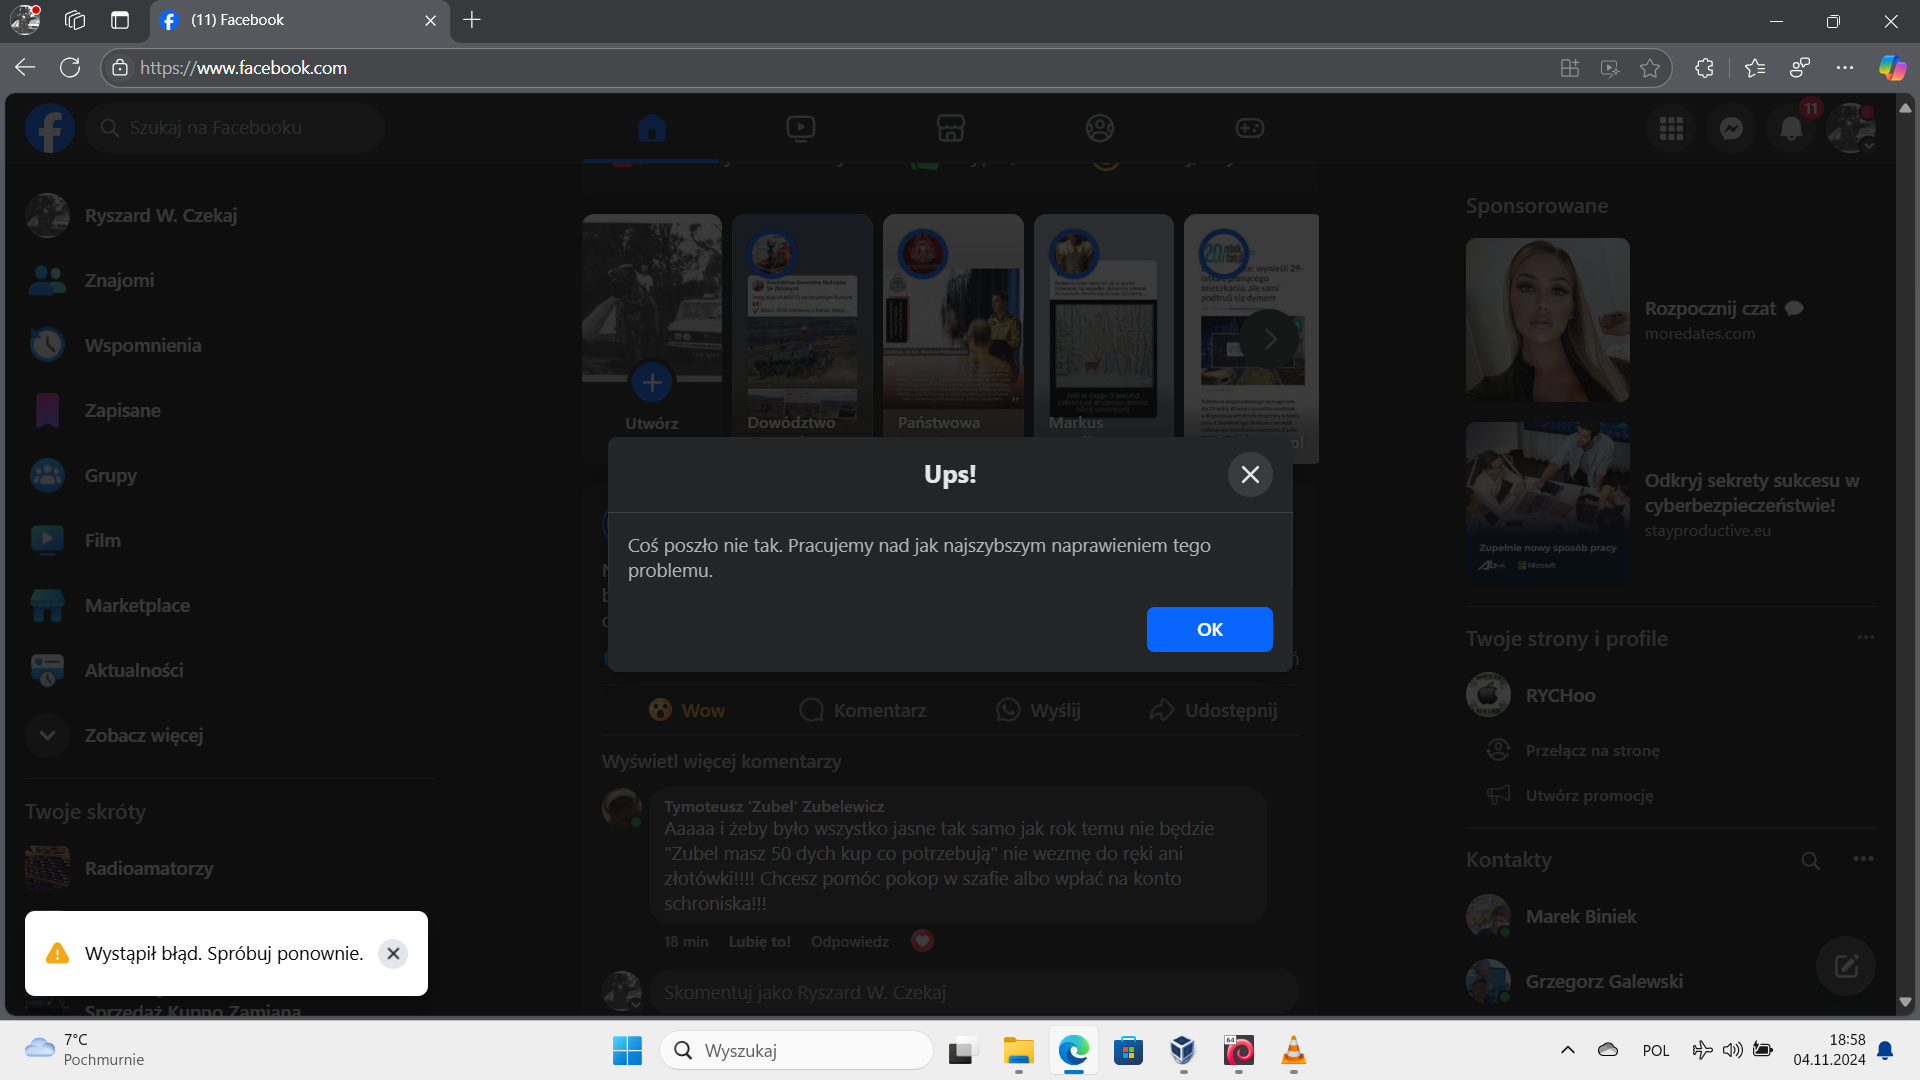 (11) Facebook
https://www.facebook.com
Szukaj na Facebooku
11
Ryszard W. Czekaj
Znajomi
Wspomnienia
Zapisane
Grupy
Film
Marketplace
Aktualności
Zobacz więcej
Twoje skróty
Radioamatorzy
Sprzedaż Kupno Zamiana
Wystąpił błąd. Spróbuj ponownie.
Utwórz
Dowództwo
Państwowa
Markus
Ups!
Coś poszło nie tak. Pracujemy nad jak najszybszym naprawieniem tego
problemu.
OK
Wow
Komentarz
Wyślij
Udostępnij
Wyświetl więcej komentarzy
Tymoteusz 'Zubel' Zubelewicz
Aaaaa i żeby było wszystko jasne tak samo jak rok temu nie będzie
"Zubel masz 50 dych kup co potrzebują" nie wezmę do ręki ani
złotówki!!!! Chcesz pomóc pokop w szafie albo wpłać na konto
schroniska!!!
18 min Lubię to! Odpowiedz
Skomentuj jako Ryszard W. Czekaj
Sponsorowane
Rozpocznij czat
moredates.com
Odkryj sekrety sukcesu w
cyberbezpieczeństwie!
stayproductive.eu
Zupełnie nowy sposób pracy
Microsoft
Twoje strony i profile
RYCHoo
Przełącz na stronę
Utwórz promocję
Kontakty
Marek Biniek
Grzegorz Galewski
7°C
Pochmurnie
Wyszukaj
64
POL
18:58
04.11.2024